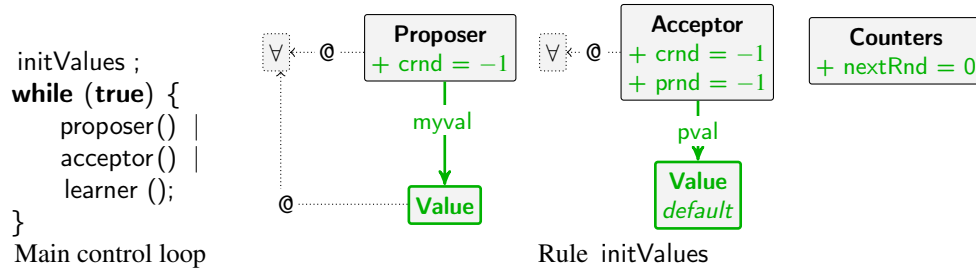 initValues ;
while (true) {
proposer() |
acceptor() |
learner ();
}
Main control loop
∀
@
Proposer
+ crnd = −1
myval
@
Value
∀
@
Acceptor
+ crnd = −1
+ prnd = −1
pval
Value
default
Counters
+ nextRnd = 0
Rule initValues